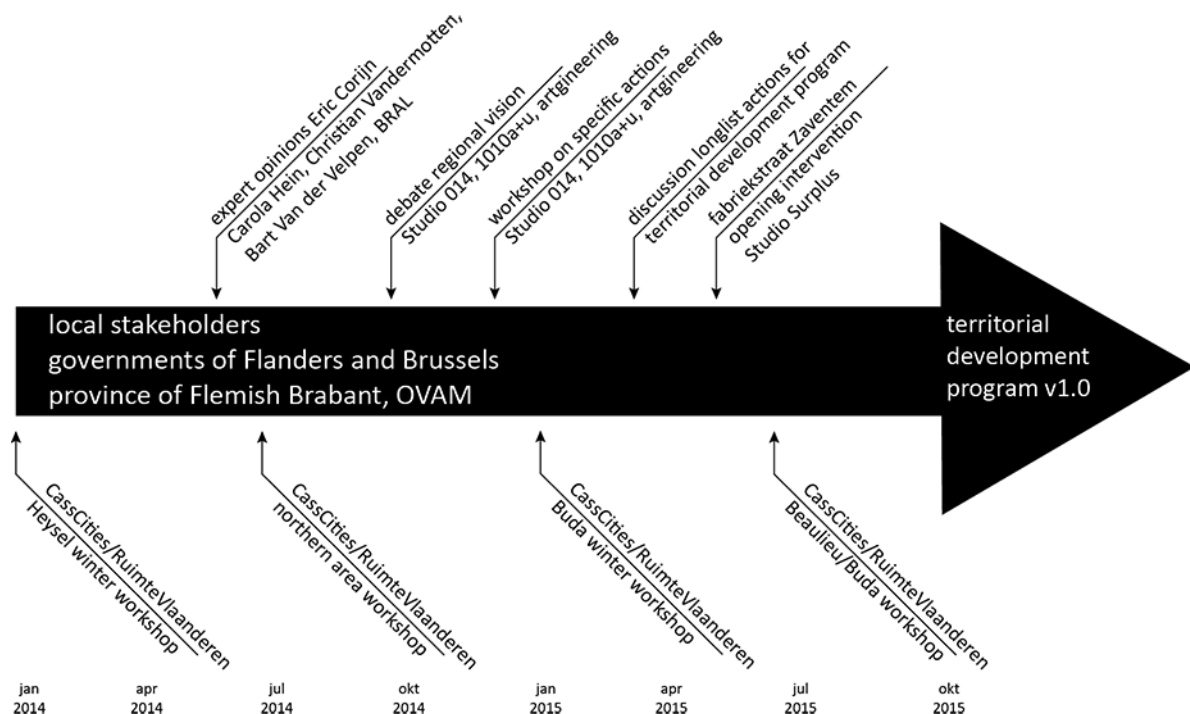 expert opinions Eric Corijn
Carola Hein, Christian Vandermotten,
Bart Van der Velpen, BRAL
debate regional vision
Studio 014, 1010a+u, artgineering
workshop on specific actions
Studio 014, 1010a+u, artgineering
discussion longlist actions for
territorial development program
fabriekstraat Zaventem
opening intervention
Studio Surplus
local stakeholders
governments of Flanders and Brussels
province of Flemish Brabant, OVAM
territorial
development
program v1.0
CassCities/RuimteVlaanderen
Heysel winter workshop
CassCities/RuimteVlaanderen
northern area workshop
CassCities/RuimteVlaanderen
Buda winter workshop
CassCities/RuimteVlaanderen
Beaulieu/Buda workshop
jan
2014
apr
2014
jul
2014
okt
2014
jan
2015
apr
2015
jul
2015
okt
2015